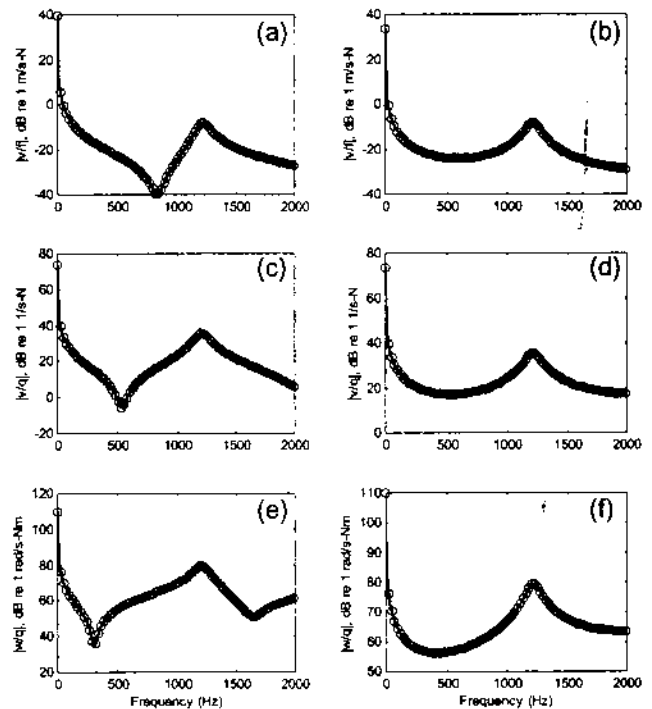 (a)
|v/f|, dB re 1 m/s-N
40
20
0
-20
-40
0 500 1000 1500 2000
(b)
|v/f|, dB re 1 m/s-N
40
20
0
-20
-40
0 500 1000 1500 2000
(c)
|v/q|, dB re 1 1/s-N
80
60
40
20
0
-20
0 500 1000 1500 2000
(d)
|v/q|, dB re 1 1/s-N
80
60
40
20
0
0 500 1000 1500 2000
(e)
|w/q|, dB re 1 rad/s-Nm
120
100
80
60
40
20
0 500 1000 1500 2000
Frequency (Hz)
(f)
|w/q|, dB re 1 rad/s-Nm
110
100
90
80
70
60
50
0 500 1000 1500 2000
Frequency (Hz)